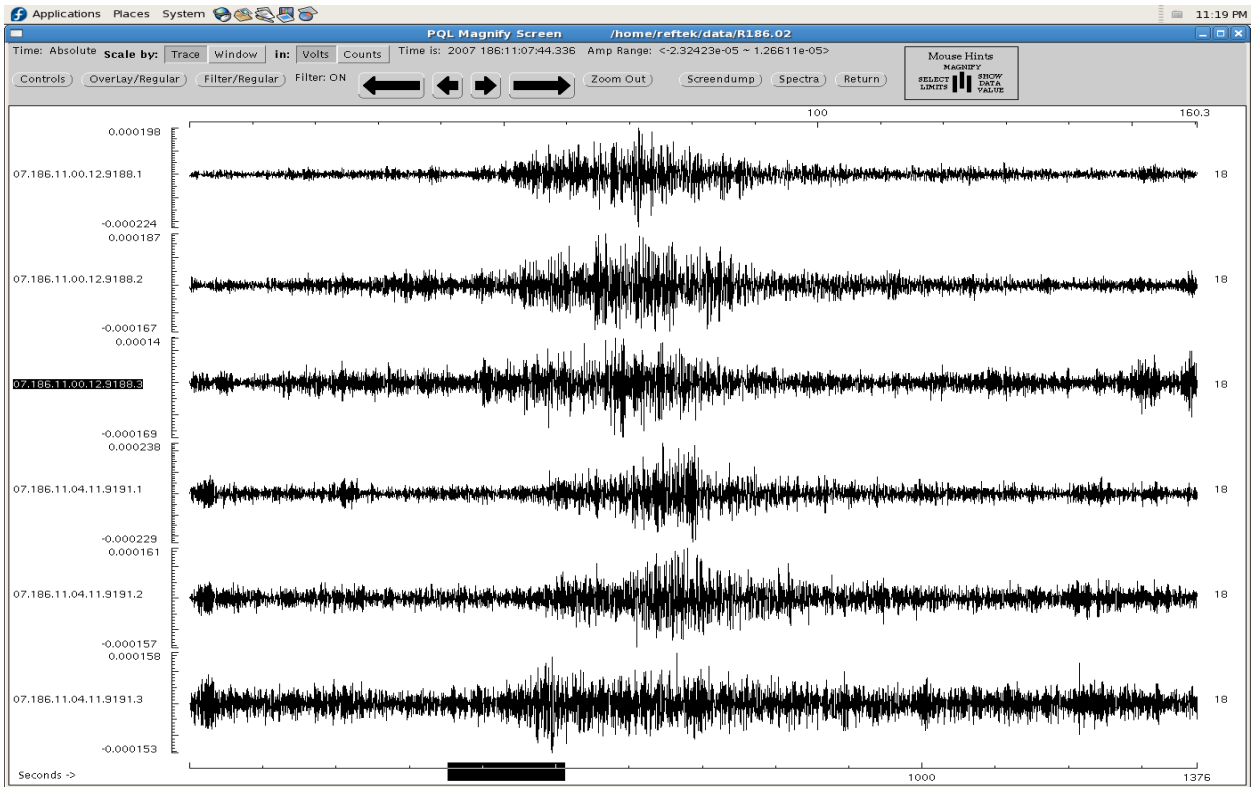 Applications Places System 11:19 PM
PQL Magnify Screen /home/reftek/data/R186.02
Time: Absolute Scale by: Trace Window in: Volts Counts Time is: 2007 186:11:07:44.336 Amp Range: <-2.32423e-05 ~ 1.26611e-05>
Controls OverLay/Regular Filter/Regular Filter: ON Zoom Out Screendump Spectra Return
Mouse Hints
MAGNIFY
SELECT LIMITS SHOW DATA VALUE
100 160.3
0.000198
07.186.11.00.12.9188.1 18
-0.000224
0.000187
07.186.11.00.12.9188.2 18
-0.000167
0.00014
07.186.11.00.12.9188.3 18
-0.000169
0.000238
07.186.11.04.11.9191.1 18
-0.000229
0.000161
07.186.11.04.11.9191.2 18
-0.000157
0.000158
07.186.11.04.11.9191.3 18
-0.000153
Seconds -> 1000 1376